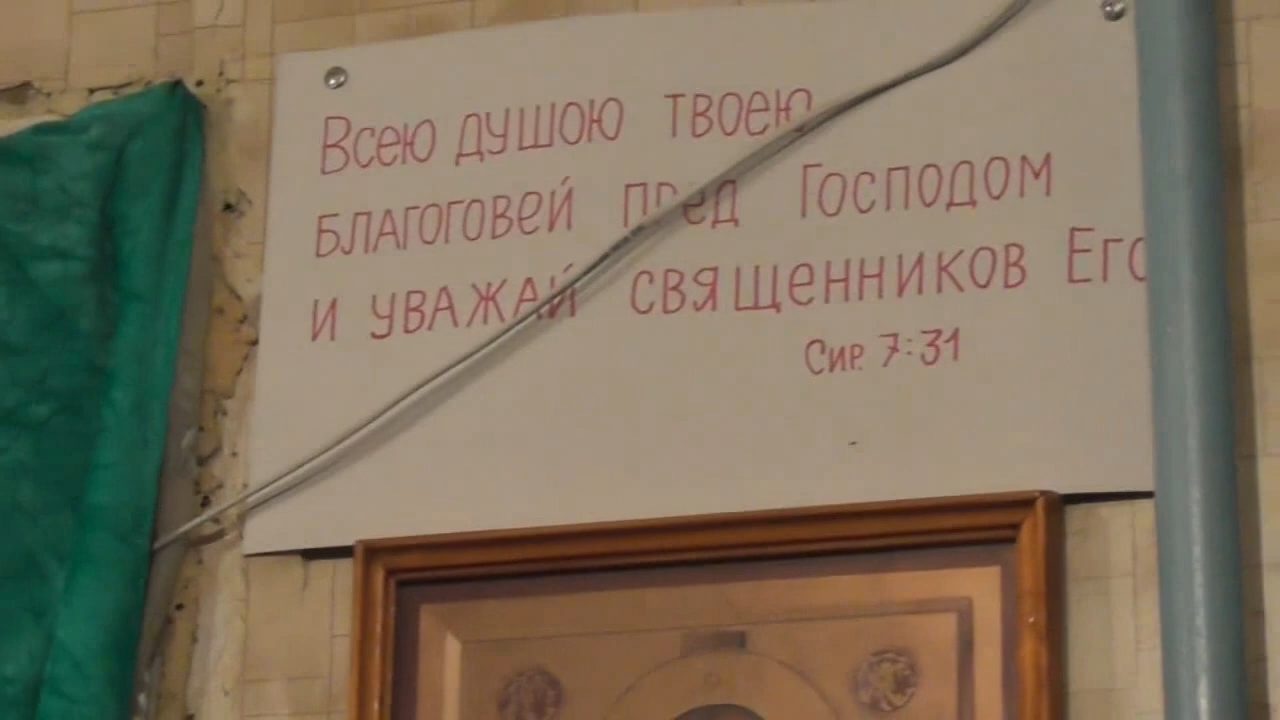 Всею душою твоею
благоговей пред Господом
и уважай священников Его
Сир. 7:31